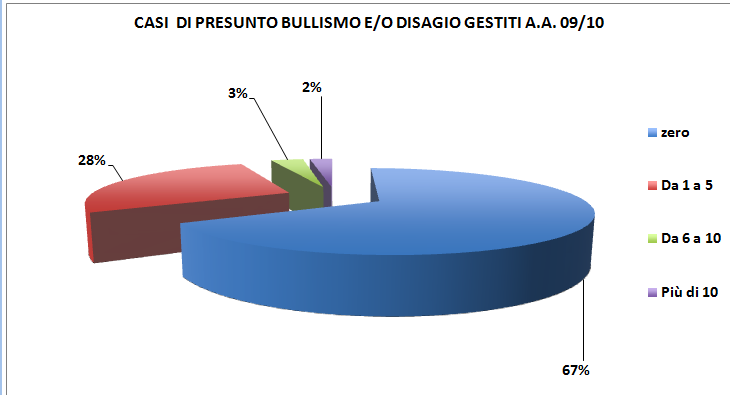 CASI DI PRESUNTO BULLISMO E/O DISAGIO GESTITI A.A. 09/10
2%
3%
28%
zero
Da 1 a 5
Da 6 a 10
Più di 10
67%